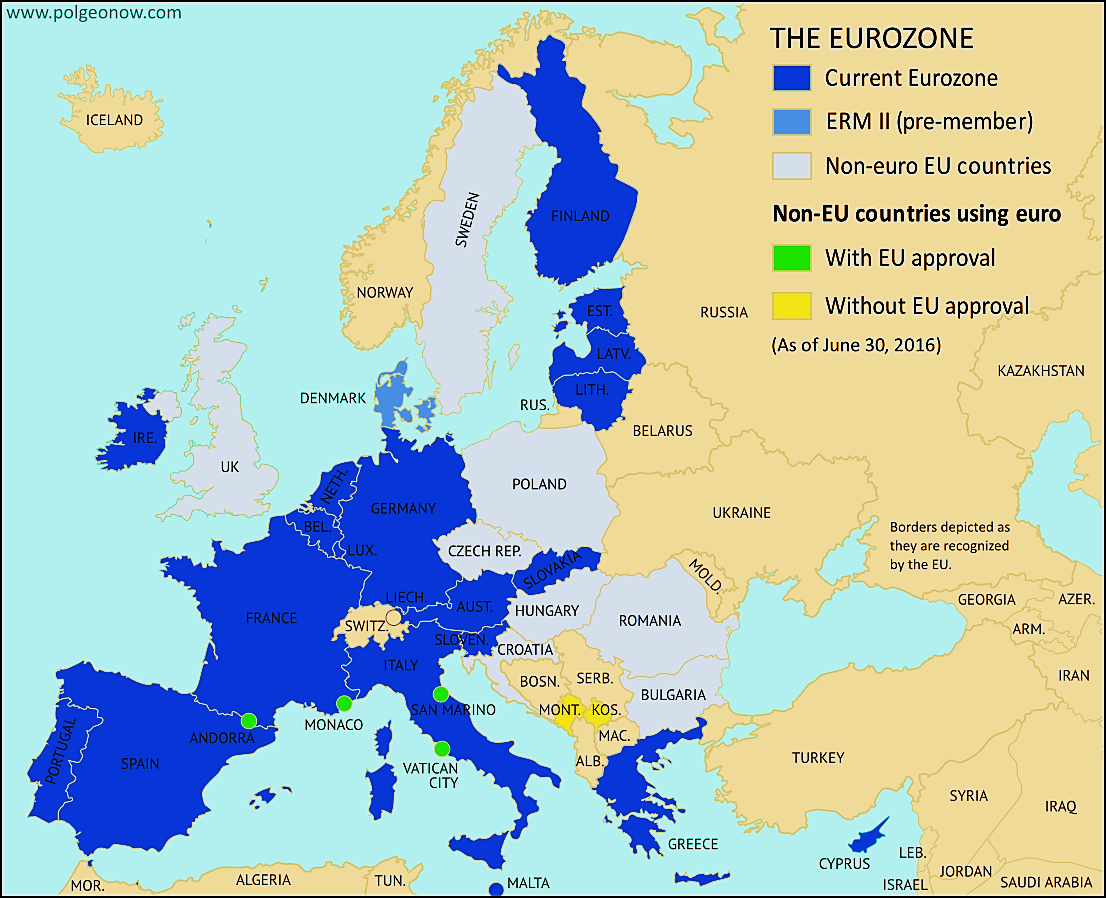 www.polgeonow.com
THE EUROZONE
Current Eurozone
ERM II (pre-member)
Non-euro EU countries
Non-EU countries using euro
With EU approval
Without EU approval
(As of June 30, 2016)
ICELAND
SWEDEN
FINLAND
NORWAY
RUSSIA
EST.
LATV.
LITH.
KAZAKHSTAN
DENMARK
RUS.
BELARUS
IRE.
UK
NETH.
POLAND
GERMANY
UKRAINE
BEL.
Borders depicted as
they are recognized
by the EU.
LUX.
CZECH REP.
SLOVAKIA
MOLD.
LIECH.
AUST.
HUNGARY
FRANCE
SWITZ.
ROMANIA
GEORGIA
AZER.
ARM.
SLOVEN.
CROATIA
ITALY
BOSN.
SERB.
IRAN
BULGARIA
SAN MARINO
MONT.
KOS.
MONACO
ANDORRA
MAC.
PORTUGAL
SPAIN
VATICAN
CITY
ALB.
TURKEY
SYRIA
IRAQ
GREECE
CYPRUS
LEB.
MOR.
ALGERIA
TUN.
MALTA
ISRAEL
JORDAN
SAUDI ARABIA